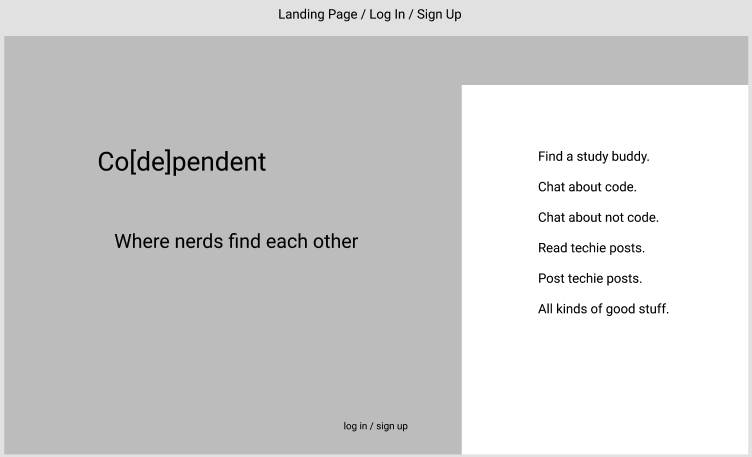 Landing Page / Log In / Sign Up
Co[de]pendent
Where nerds find each other
log in / sign up
Find a study buddy.
Chat about code.
Chat about not code.
Read techie posts.
Post techie posts.
All kinds of good stuff.